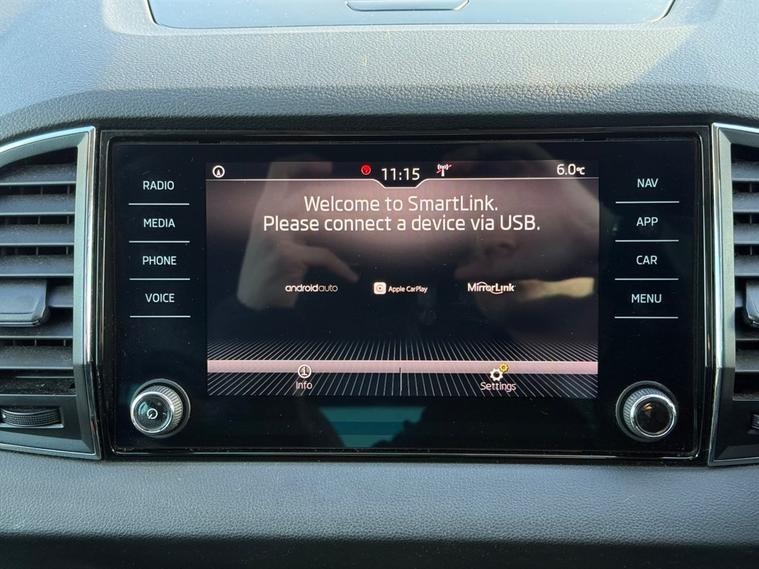 11:15
6.0°C
Welcome to SmartLink.
Please connect a device via USB.
androidauto
Apple CarPlay
MirrorLink
Info
Settings
RADIO
MEDIA
PHONE
VOICE
NAV
APP
CAR
MENU